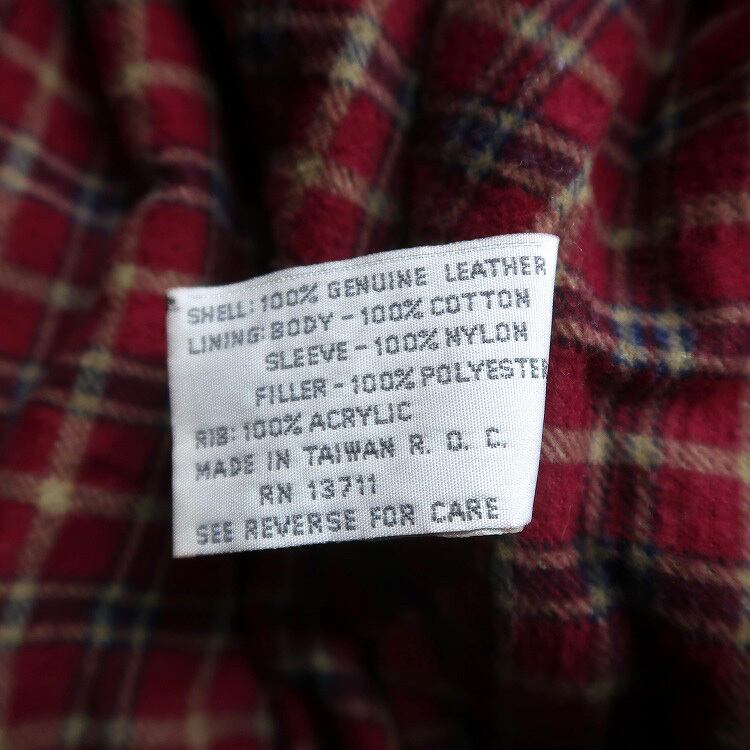 SHELL: 100% GENUINE LEATHER
LINING: BODY - 100% COTTON
SLEEVE - 100% NYLON
FILLER - 100% POLYESTER
RIB: 100% ACRYLIC
MADE IN TAIWAN R. O. C.
RN 13711
SEE REVERSE FOR CARE